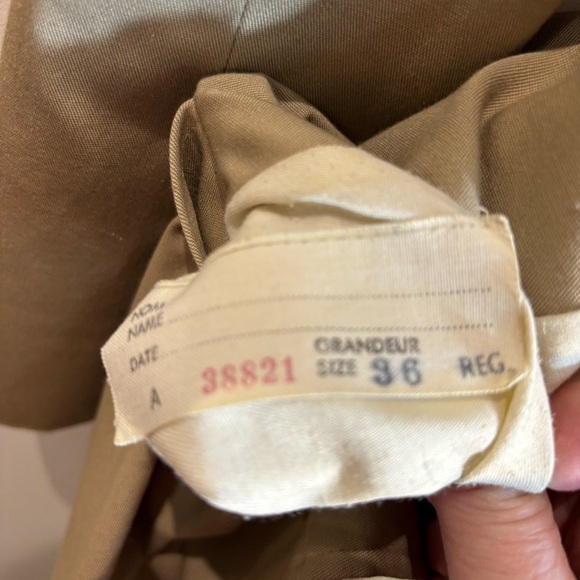 NAME
DATE
GRANDEUR
A 38821 SIZE 36 REG.